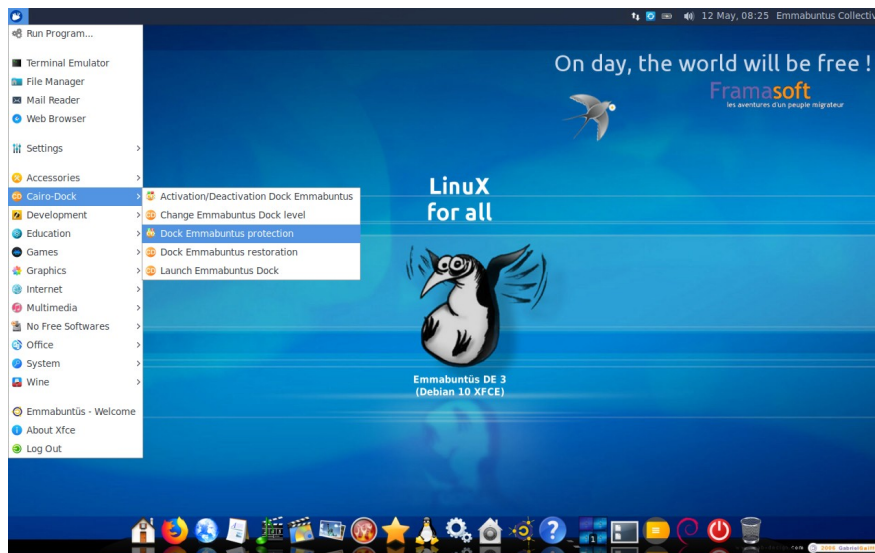 12 May, 08:25 Emmabuntus Collectiv
Run Program...
Terminal Emulator
File Manager
Mail Reader
Web Browser
Settings
Accessories
Cairo-Dock
Development
Education
Games
Graphics
Internet
Multimedia
No Free Softwares
Office
System
Wine
Emmabuntüs - Welcome
About Xfce
Log Out
Activation/Deactivation Dock Emmabuntus
Change Emmabuntus Dock level
Dock Emmabuntus protection
Dock Emmabuntus restoration
Launch Emmabuntus Dock
On day, the world will be free !
Framasoft
les aventures d'un peuple migrateur
LinuX
for all
Emmabuntüs DE 3
(Debian 10 XFCE)
1